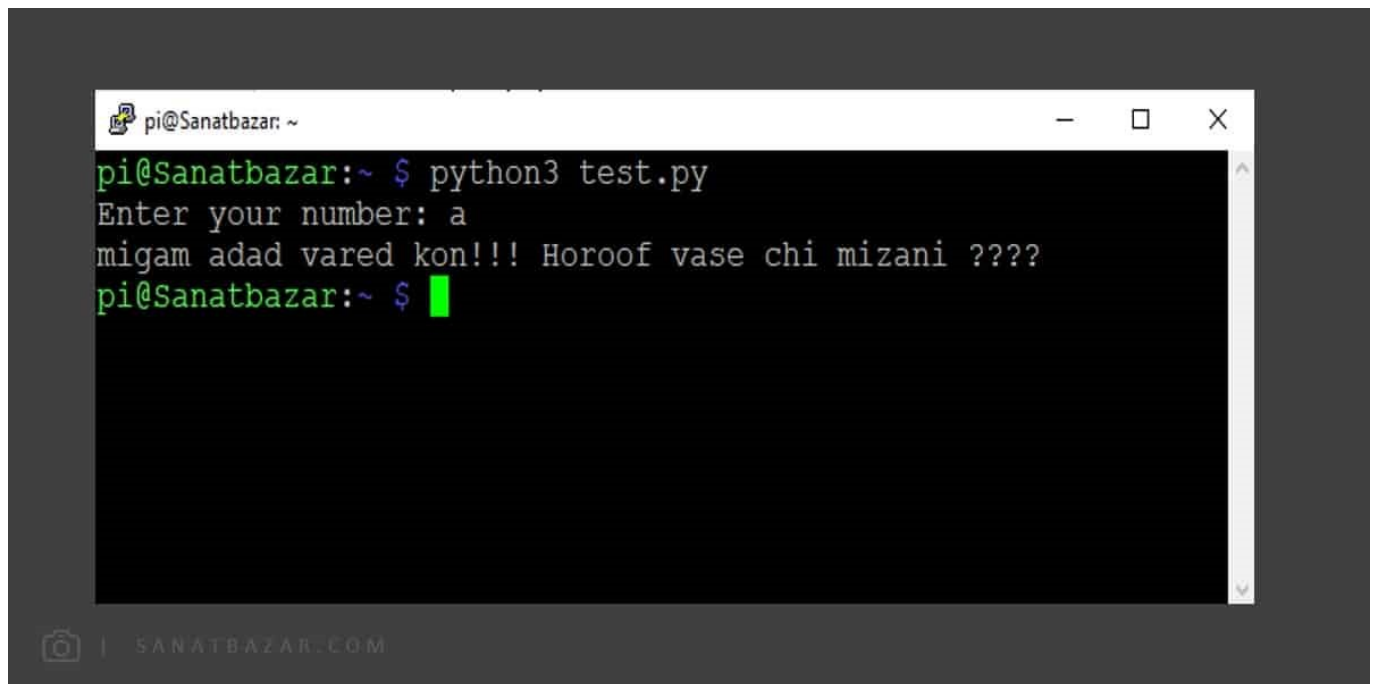 pi@Sanatbazar: ~
pi@Sanatbazar:~ $ python3 test.py
Enter your number: a
migam adad vared kon!!! Horoof vase chi mizani ????
pi@Sanatbazar:~ $
| SANATBAZAR.COM